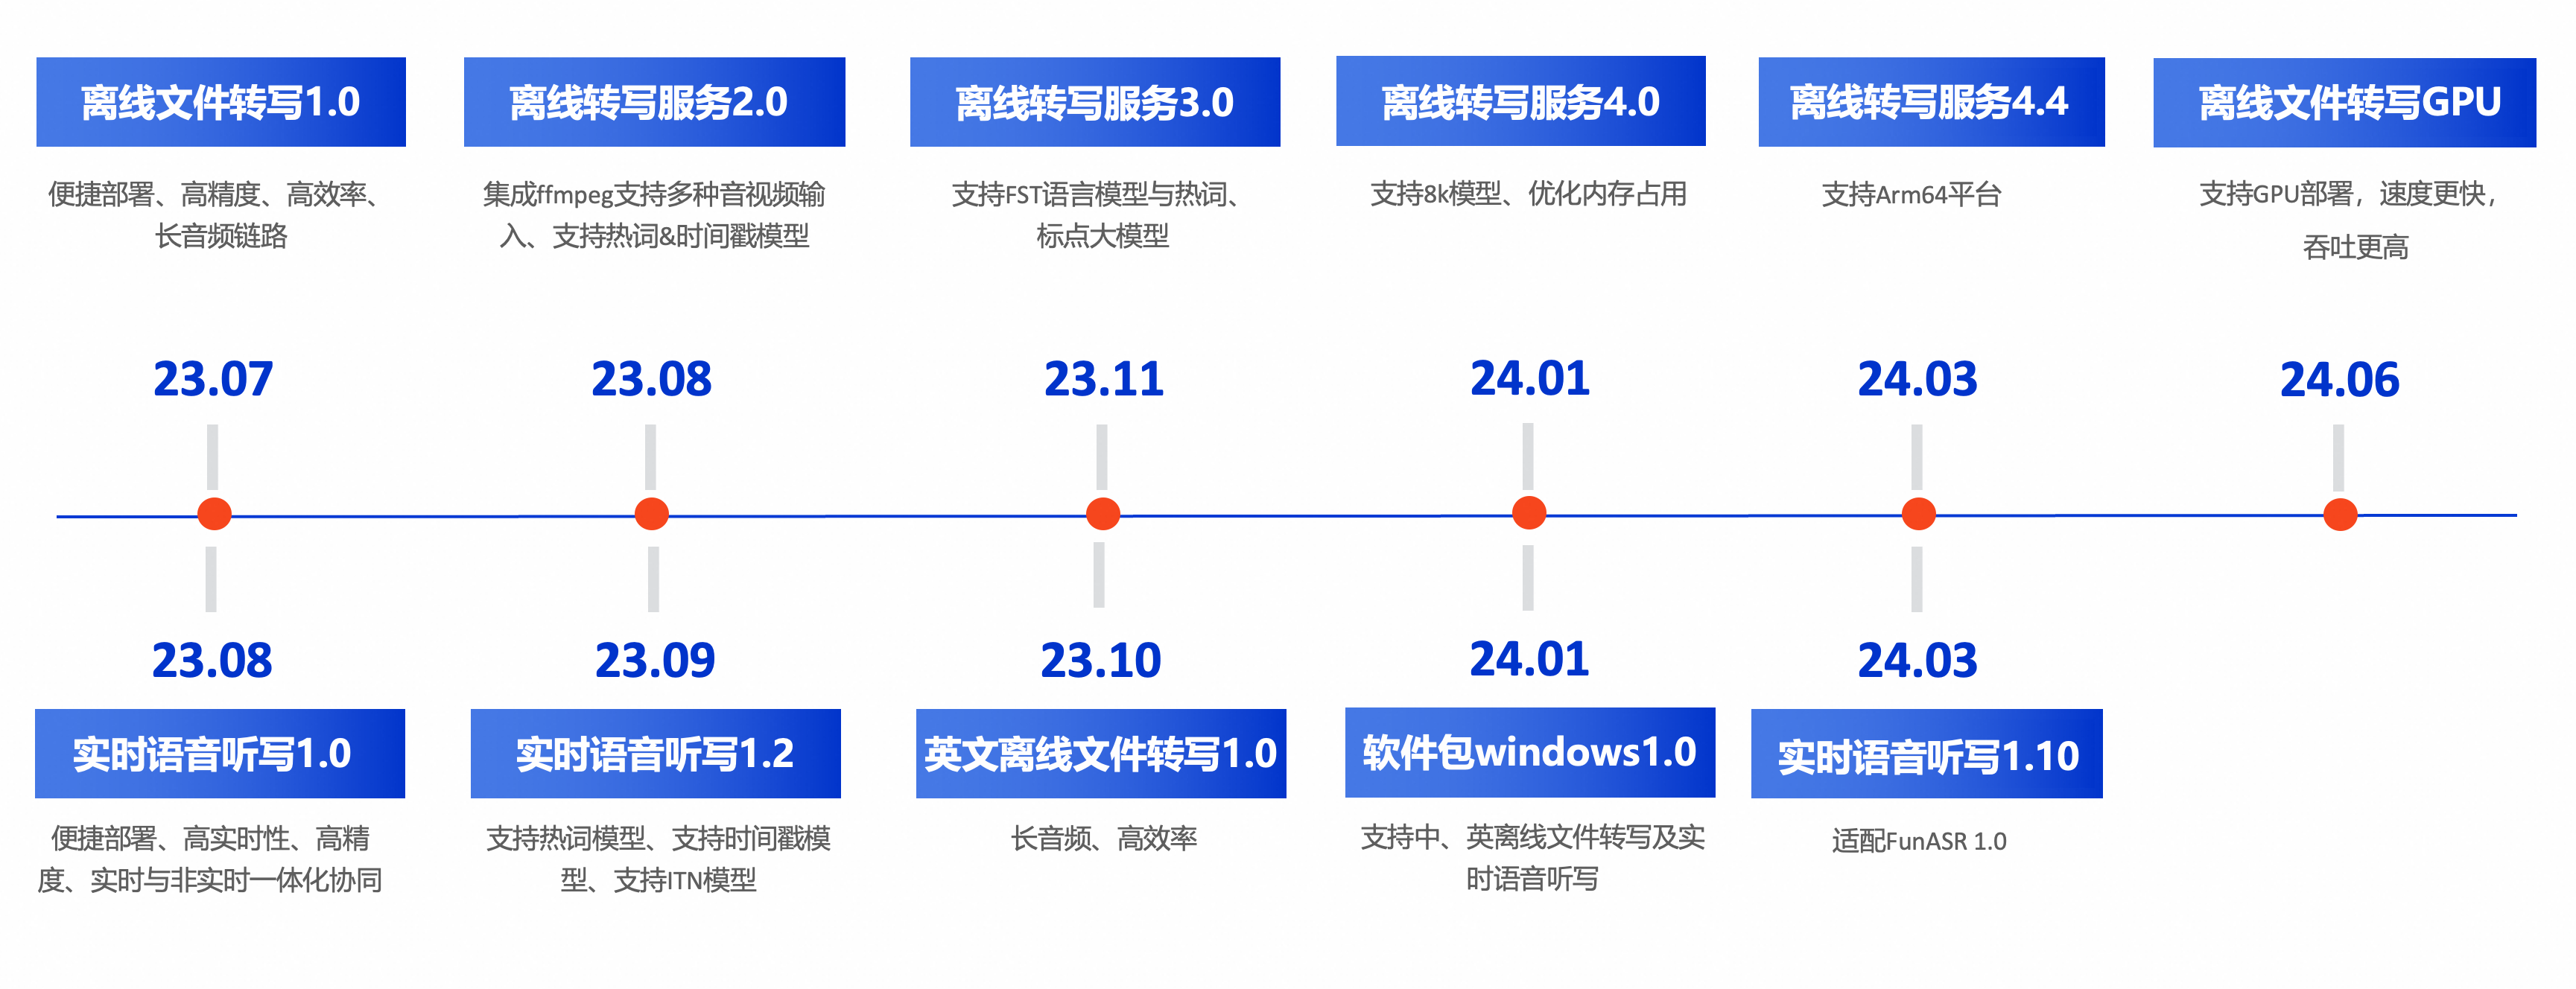 离线文件转写1.0
便捷部署、高精度、高效率、
长音频链路
23.07
离线转写服务2.0
集成ffmpeg支持多种音视频输
入、支持热词&时间戳模型
23.08
离线转写服务3.0
支持FST语言模型与热词、
标点大模型
23.11
离线转写服务4.0
支持8k模型、优化内存占用
24.01
离线转写服务4.4
支持Arm64平台
24.03
离线文件转写GPU
支持GPU部署，速度更快，
吞吐更高
24.06
23.08
实时语音听写1.0
便捷部署、高实时性、高精
度、实时与非实时一体化协同
23.09
实时语音听写1.2
支持热词模型、支持时间戳模
型、支持ITN模型
23.10
英文离线文件转写1.0
长音频、高效率
24.01
软件包windows1.0
支持中、英离线文件转写及实
时语音听写
24.03
实时语音听写1.10
适配FunASR 1.0